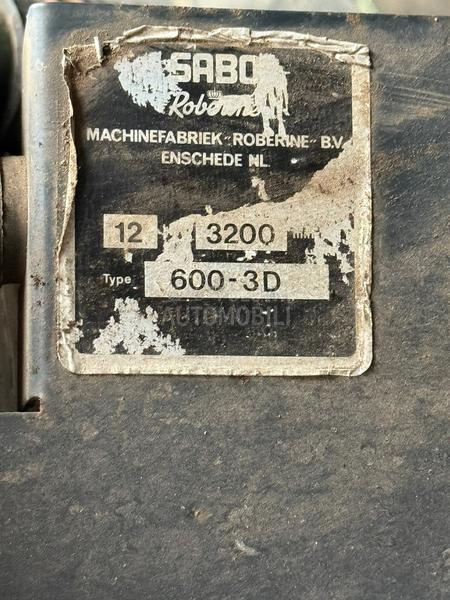 SABO
Roberine
MACHINEFABRIEK "ROBERINE" B.V.
ENSCHEDE NL.
12 3200
Type 600-3D
AUTOMOBILI